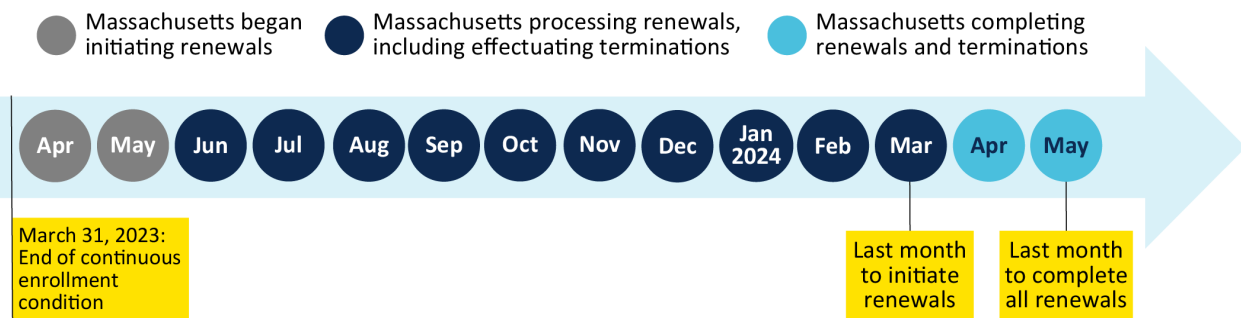 Massachusetts began
initiating renewals
Massachusetts processing renewals,
including effectuating terminations
Massachusetts completing
renewals and terminations
Apr
May
Jun
Jul
Aug
Sep
Oct
Nov
Dec
Jan
2024
Feb
Mar
Apr
May
March 31, 2023:
End of continuous
enrollment
condition
Last month
to initiate
renewals
Last month
to complete
all renewals